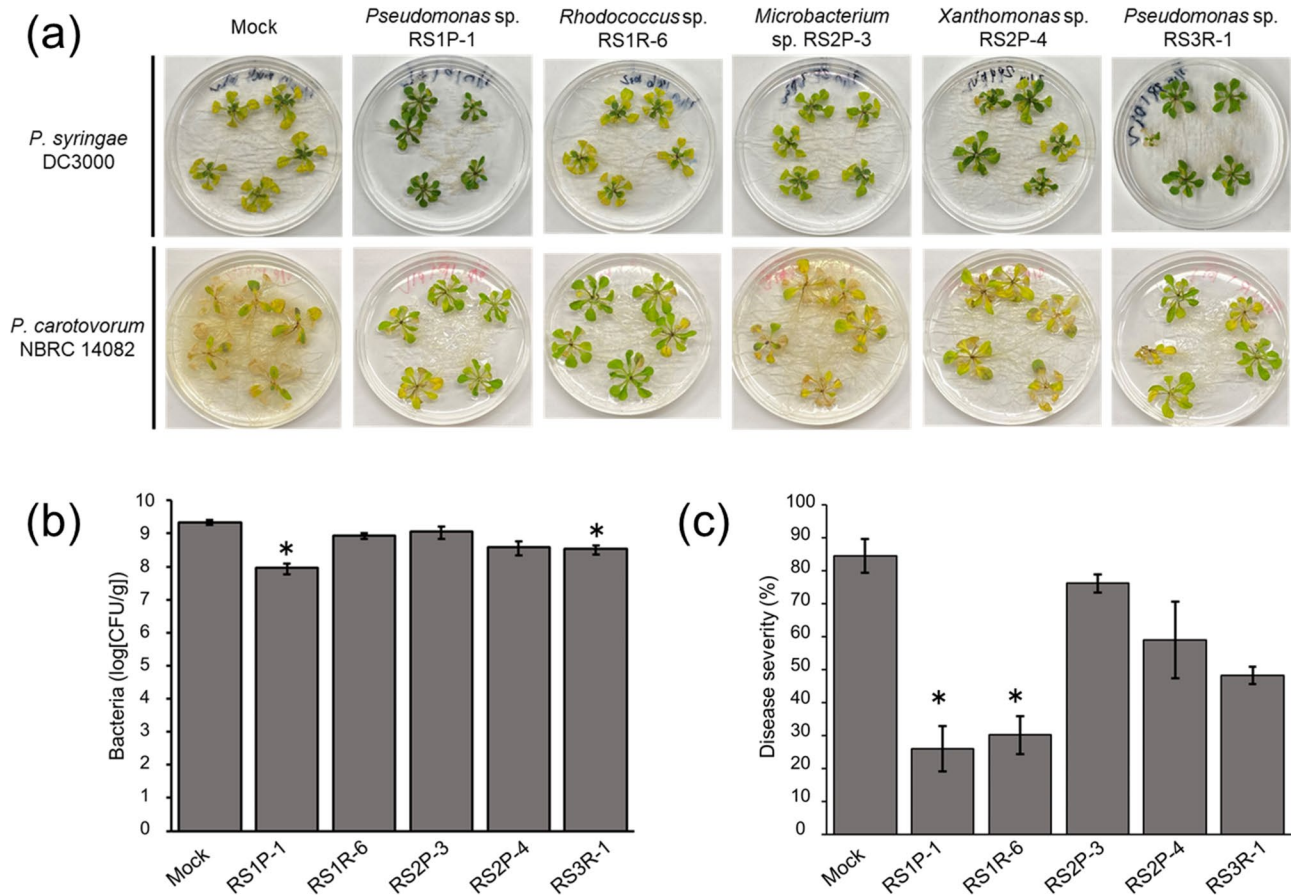 (a)
Mock
Pseudomonas sp.
RS1P-1
Rhodococcus sp.
RS1R-6
Microbacterium
sp. RS2P-3
Xanthomonas sp.
RS2P-4
Pseudomonas sp.
RS3R-1
P. syringae
DC3000
P. carotovorum
NBRC 14082
(b)
Bacteria (log[CFU/g])
10
9
8
7
6
5
4
3
2
1
0
*
*
Mock
RS1P-1
RS1R-6
RS2P-3
RS2P-4
RS3R-1
(c)
Disease severity (%)
100
90
80
70
60
50
40
30
20
10
0
*
*
Mock
RS1P-1
RS1R-6
RS2P-3
RS2P-4
RS3R-1